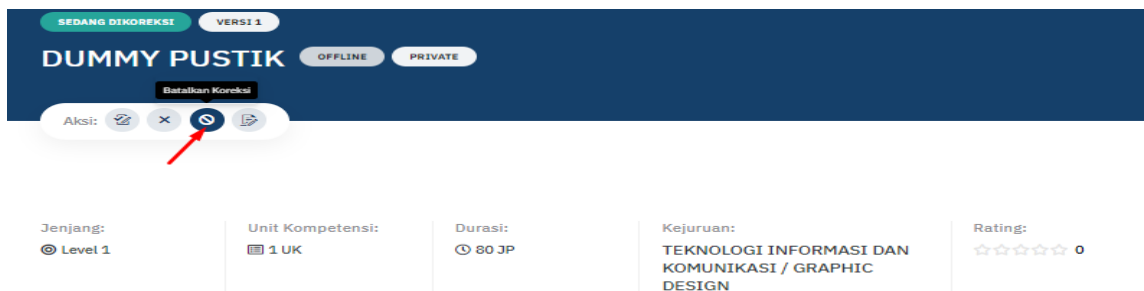 SEDANG DIKOREKSI VERSI 1
DUMMY PUSTIK OFFLINE PRIVATE
Batalkan Koreksi
Aksi:
Jenjang: Unit Kompetensi: Durasi: Kejuruan: Rating:
Level 1 1 UK 80 JP TEKNOLOGI INFORMASI DAN 0
KOMUNIKASI / GRAPHIC
DESIGN